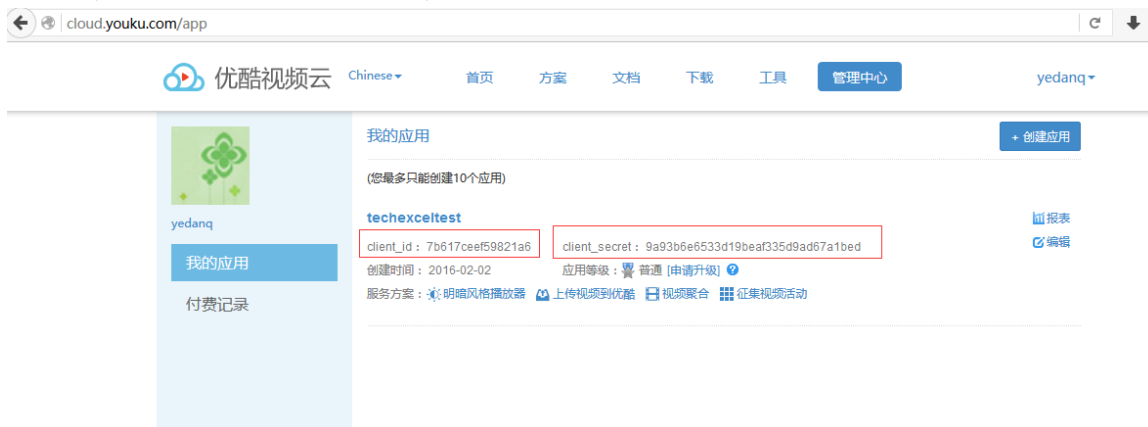 cloud.youku.com/app
优酷视频云 Chinese 首页 方案 文档 下载 工具 管理中心 yedanq
我的应用 + 创建应用
(您最多只能创建10个应用)
yedanq
techexceltest 报表
client_id： 7b617ceef59821a6 client_secret： 9a93b6e6533d19beaf335d9ad67a1bed 编辑
我的应用
创建时间： 2016-02-02 应用等级： 普通 [申请升级] ?
服务方案： 明暗风格播放器 上传视频到优酷 视频聚合 征集视频活动
付费记录